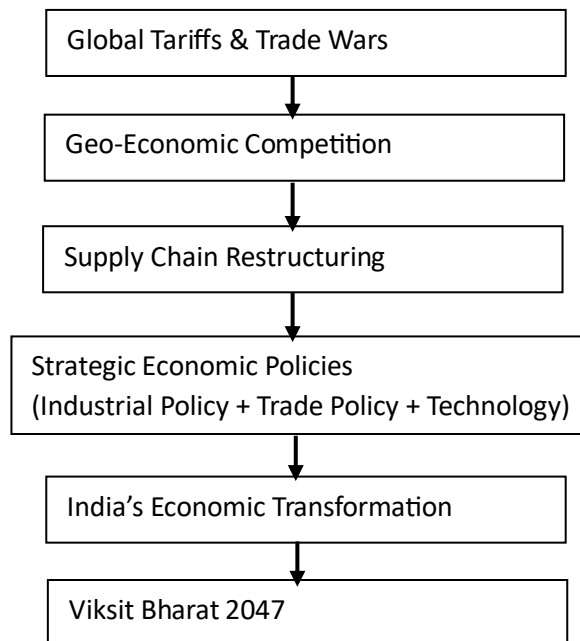 Global Tariffs & Trade Wars
Geo-Economic Competition
Supply Chain Restructuring
Strategic Economic Policies
(Industrial Policy + Trade Policy + Technology)
India’s Economic Transformation
Viksit Bharat 2047